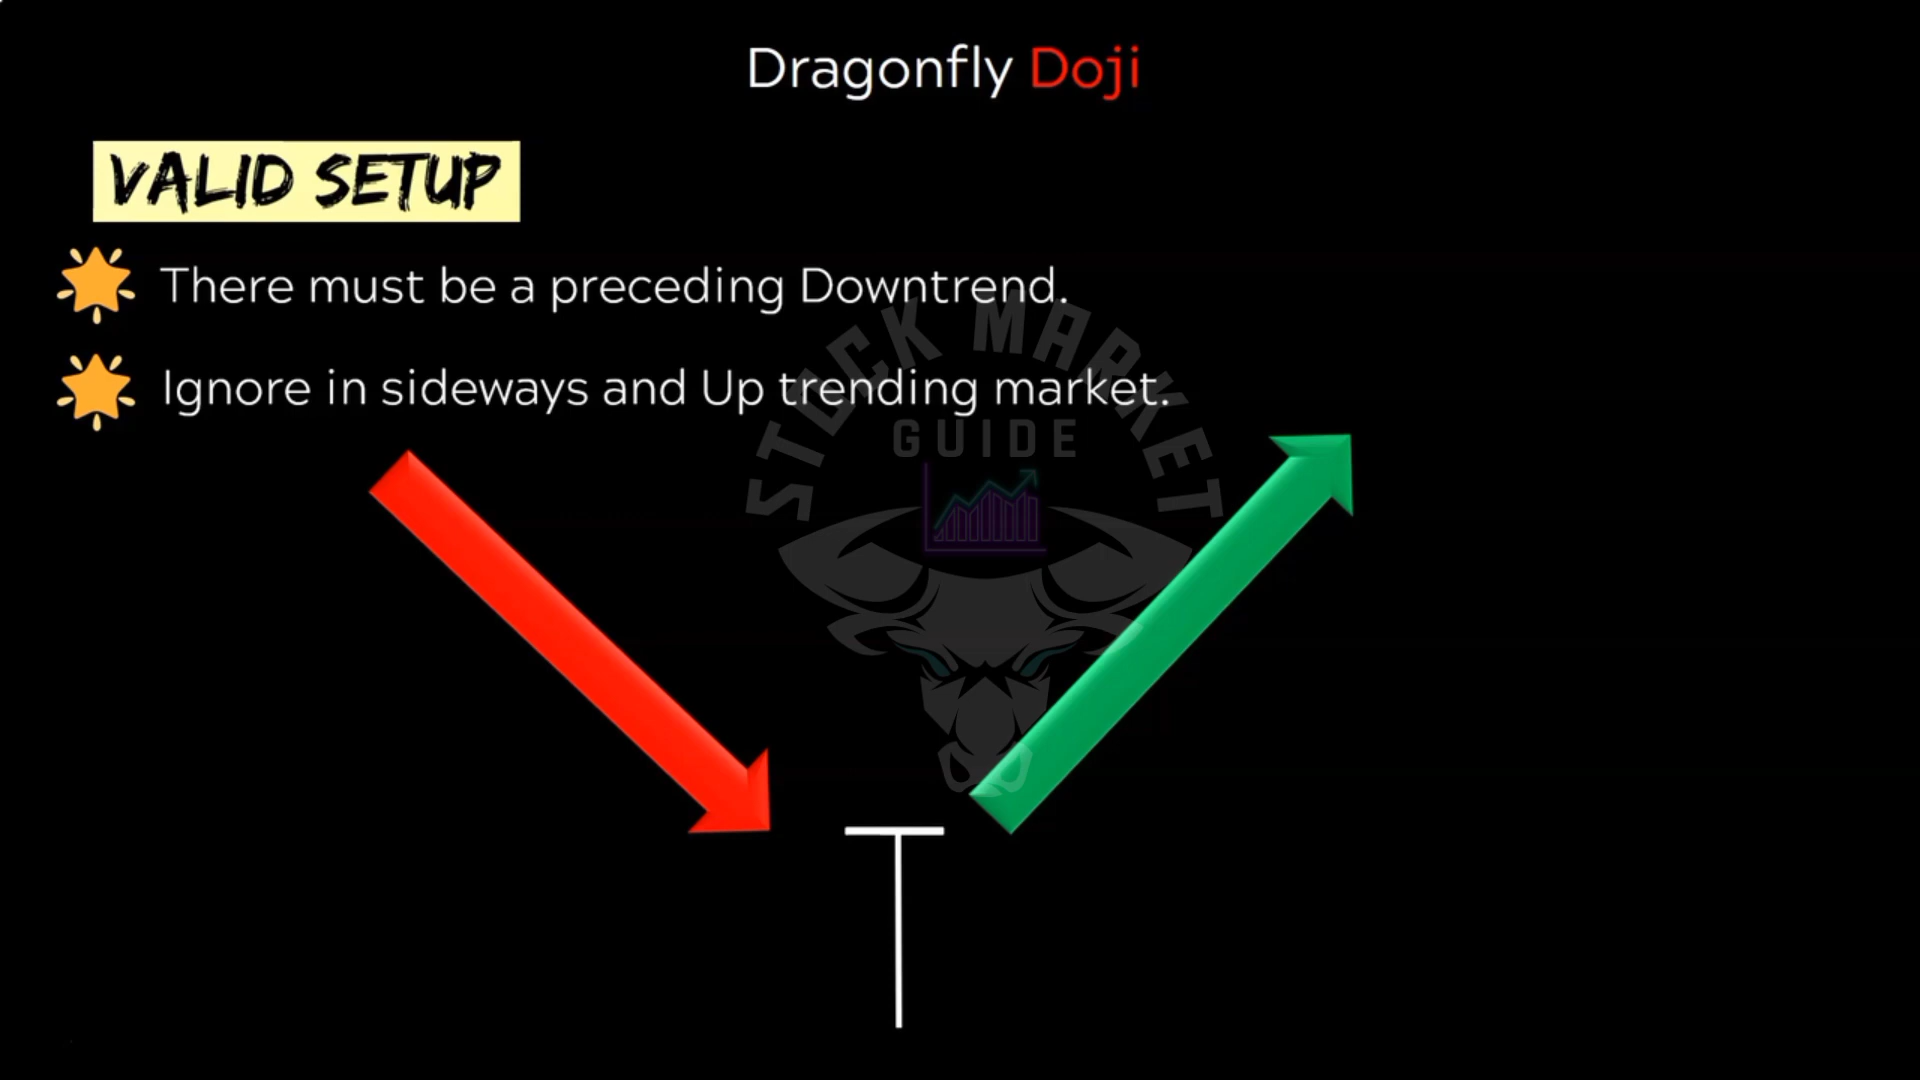 Dragonfly Doji
VALID SETUP
There must be a preceding Downtrend.
Ignore in sideways and Up trending market.
STOCK MARKET
GUIDE